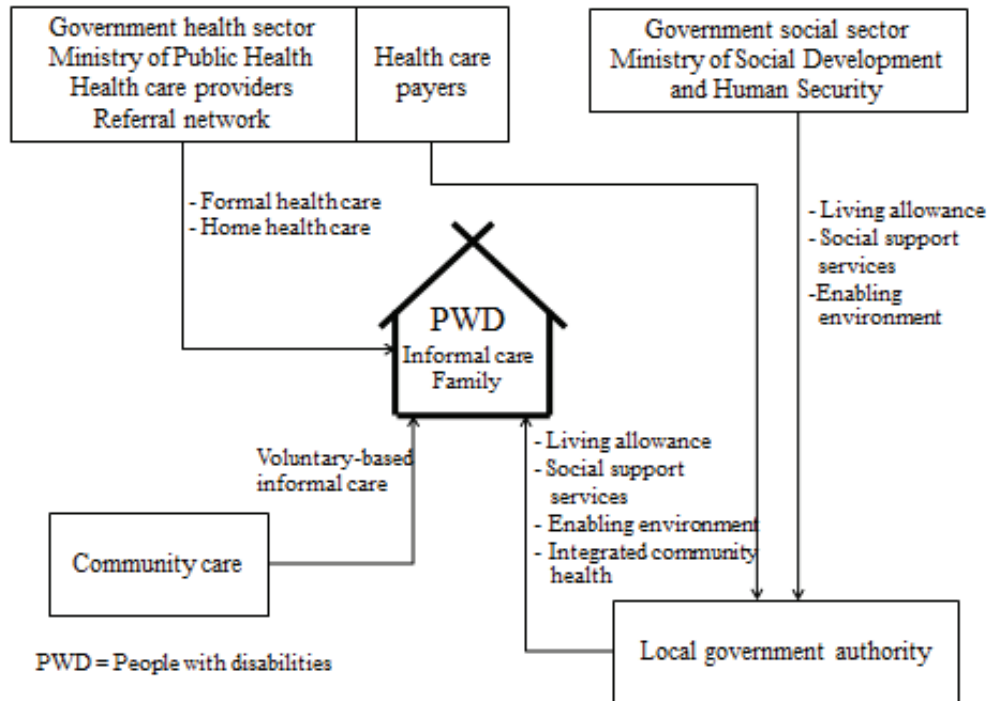 Government health sector
Ministry of Public Health
Health care providers
Referral network
Health care
payers
Government social sector
Ministry of Social Development
and Human Security
- Formal health care
- Home health care
- Living allowance
- Social support
services
-Enabling
environment
PWD
Informal care
Family
Voluntary-based
informal care
- Living allowance
- Social support
services
- Enabling environment
- Integrated community
health
Community care
Local government authority
PWD = People with disabilities